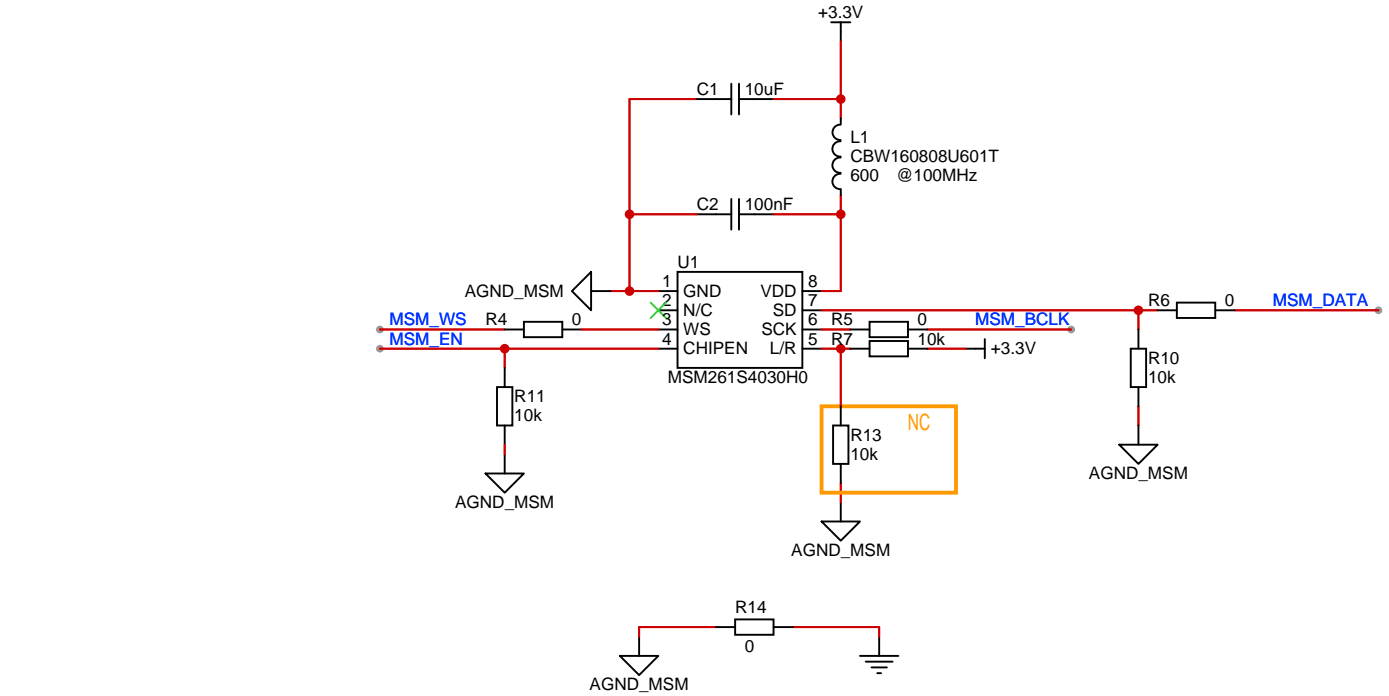 +3.3V
C1 10uF
L1
CBW160808U601T
600 @100MHz
C2 100nF
U1
AGND_MSM
1 GND VDD 8
2 N/C SD 7
3 WS SCK 6
4 CHIPEN L/R 5
MSM261S4030H0
MSM_WS R4 0
MSM_EN
R5 0 MSM_BCLK
R6 0 MSM_DATA
R7 10k +3.3V
R10
10k
AGND_MSM
R11
10k
AGND_MSM
NC
R13
10k
AGND_MSM
R14
0
AGND_MSM